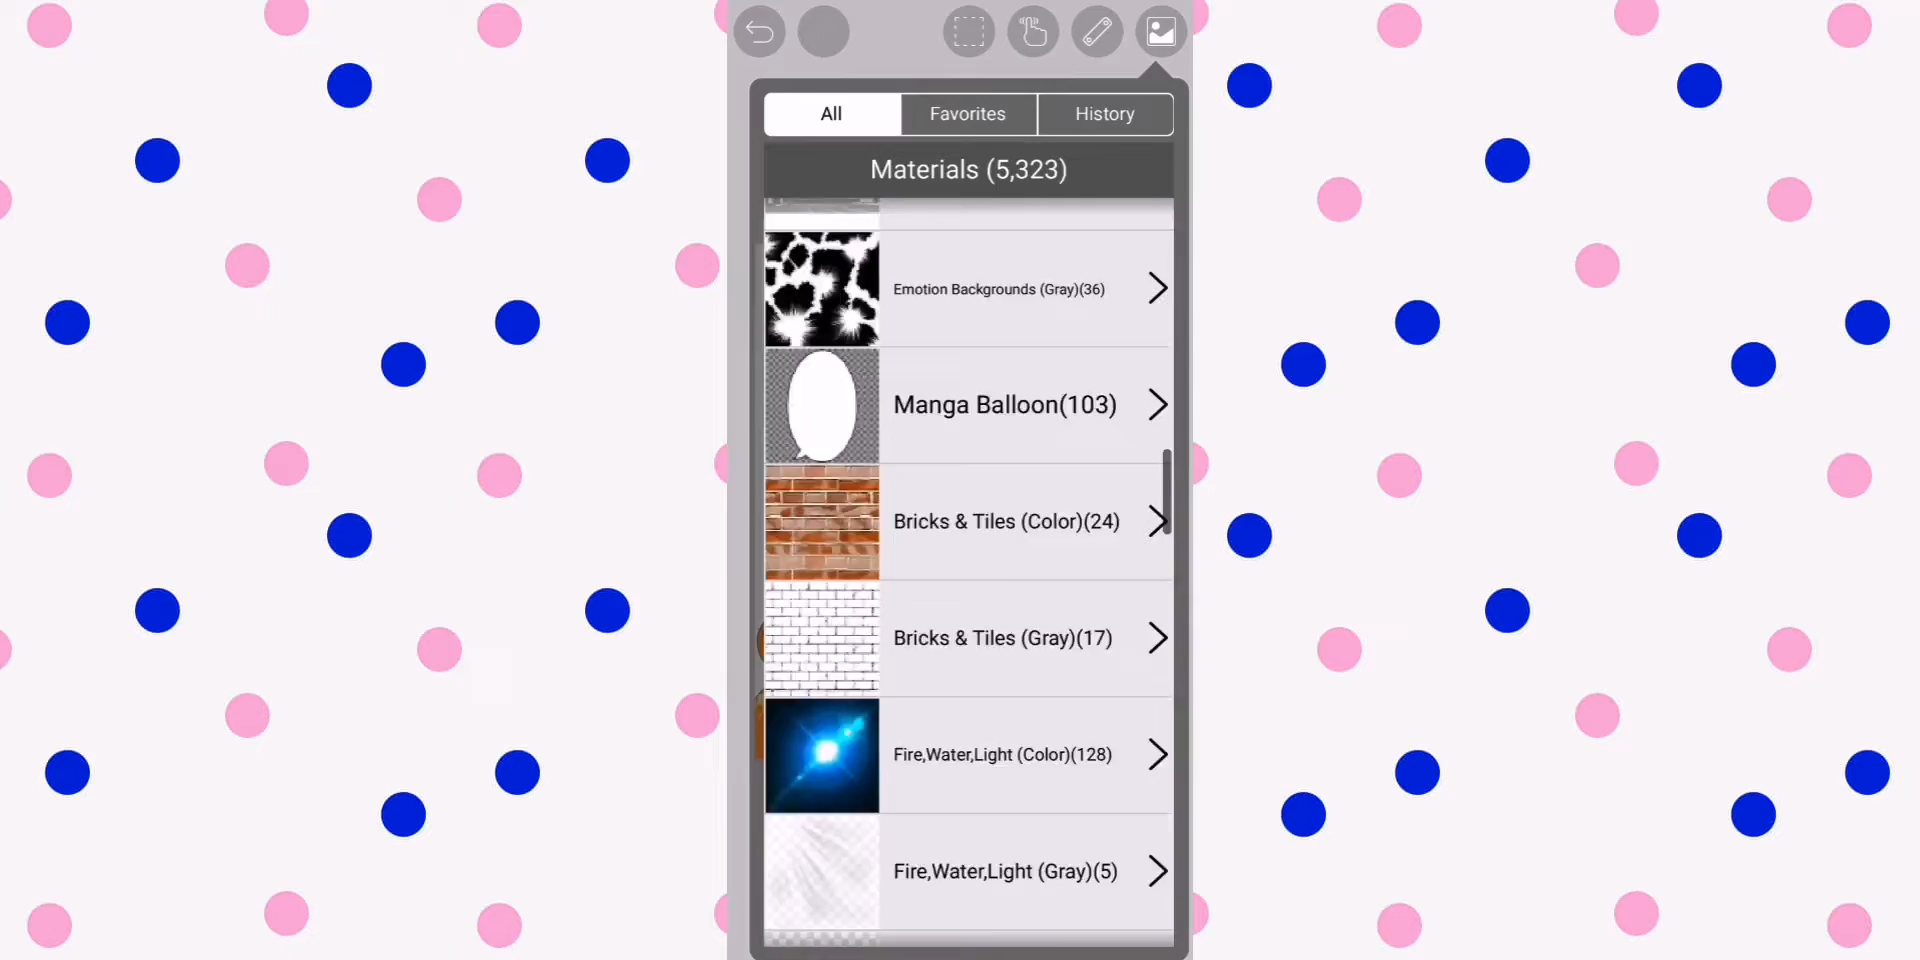 All
Favorites
History
Materials (5,323)
Emotion Backgrounds (Gray)(36)
Manga Balloon(103)
Bricks & Tiles (Color)(24)
Bricks & Tiles (Gray)(17)
Fire,Water,Light (Color)(128)
Fire,Water,Light (Gray)(5)